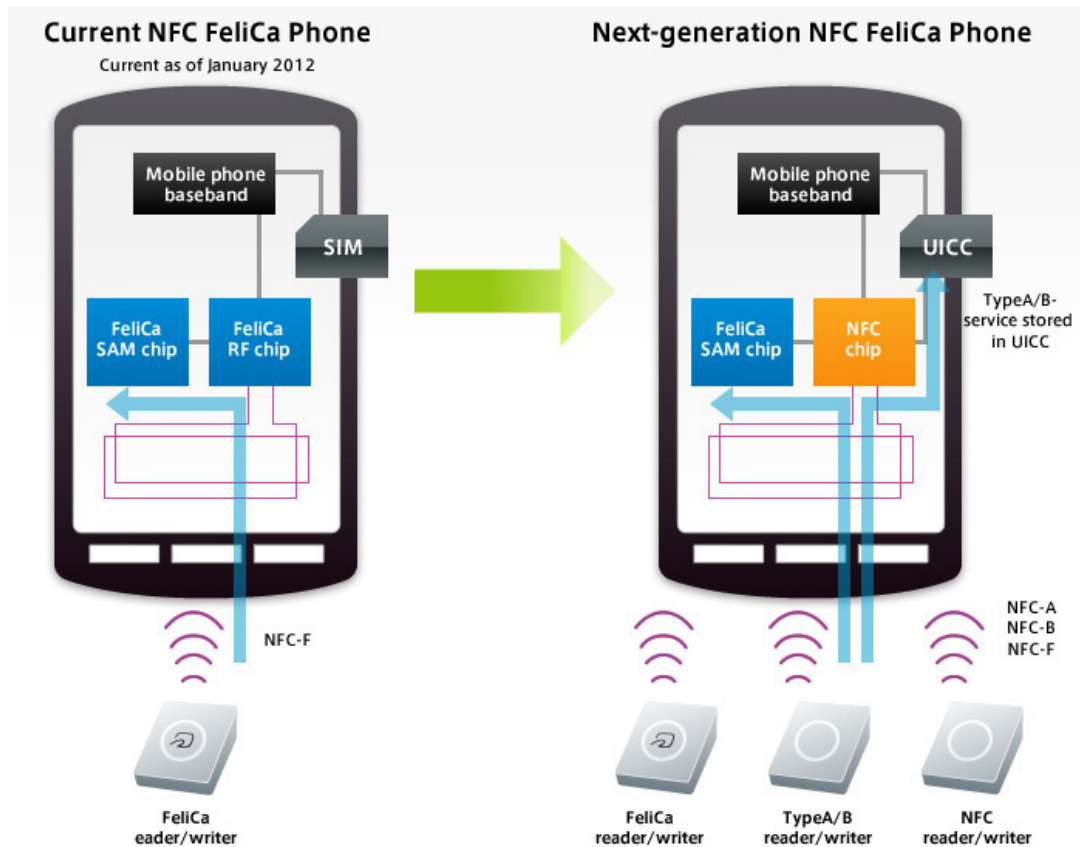 Current NFC FeliCa Phone
Current as of January 2012
Mobile phone
baseband
SIM
FeliCa
SAM chip
FeliCa
RF chip
NFC-F
FeliCa
eader/writer
Next-generation NFC FeliCa Phone
Mobile phone
baseband
UICC
TypeA/B-
service stored
in UICC
FeliCa
SAM chip
NFC
chip
NFC-A
NFC-B
NFC-F
FeliCa
reader/writer
TypeA/B
reader/writer
NFC
reader/writer